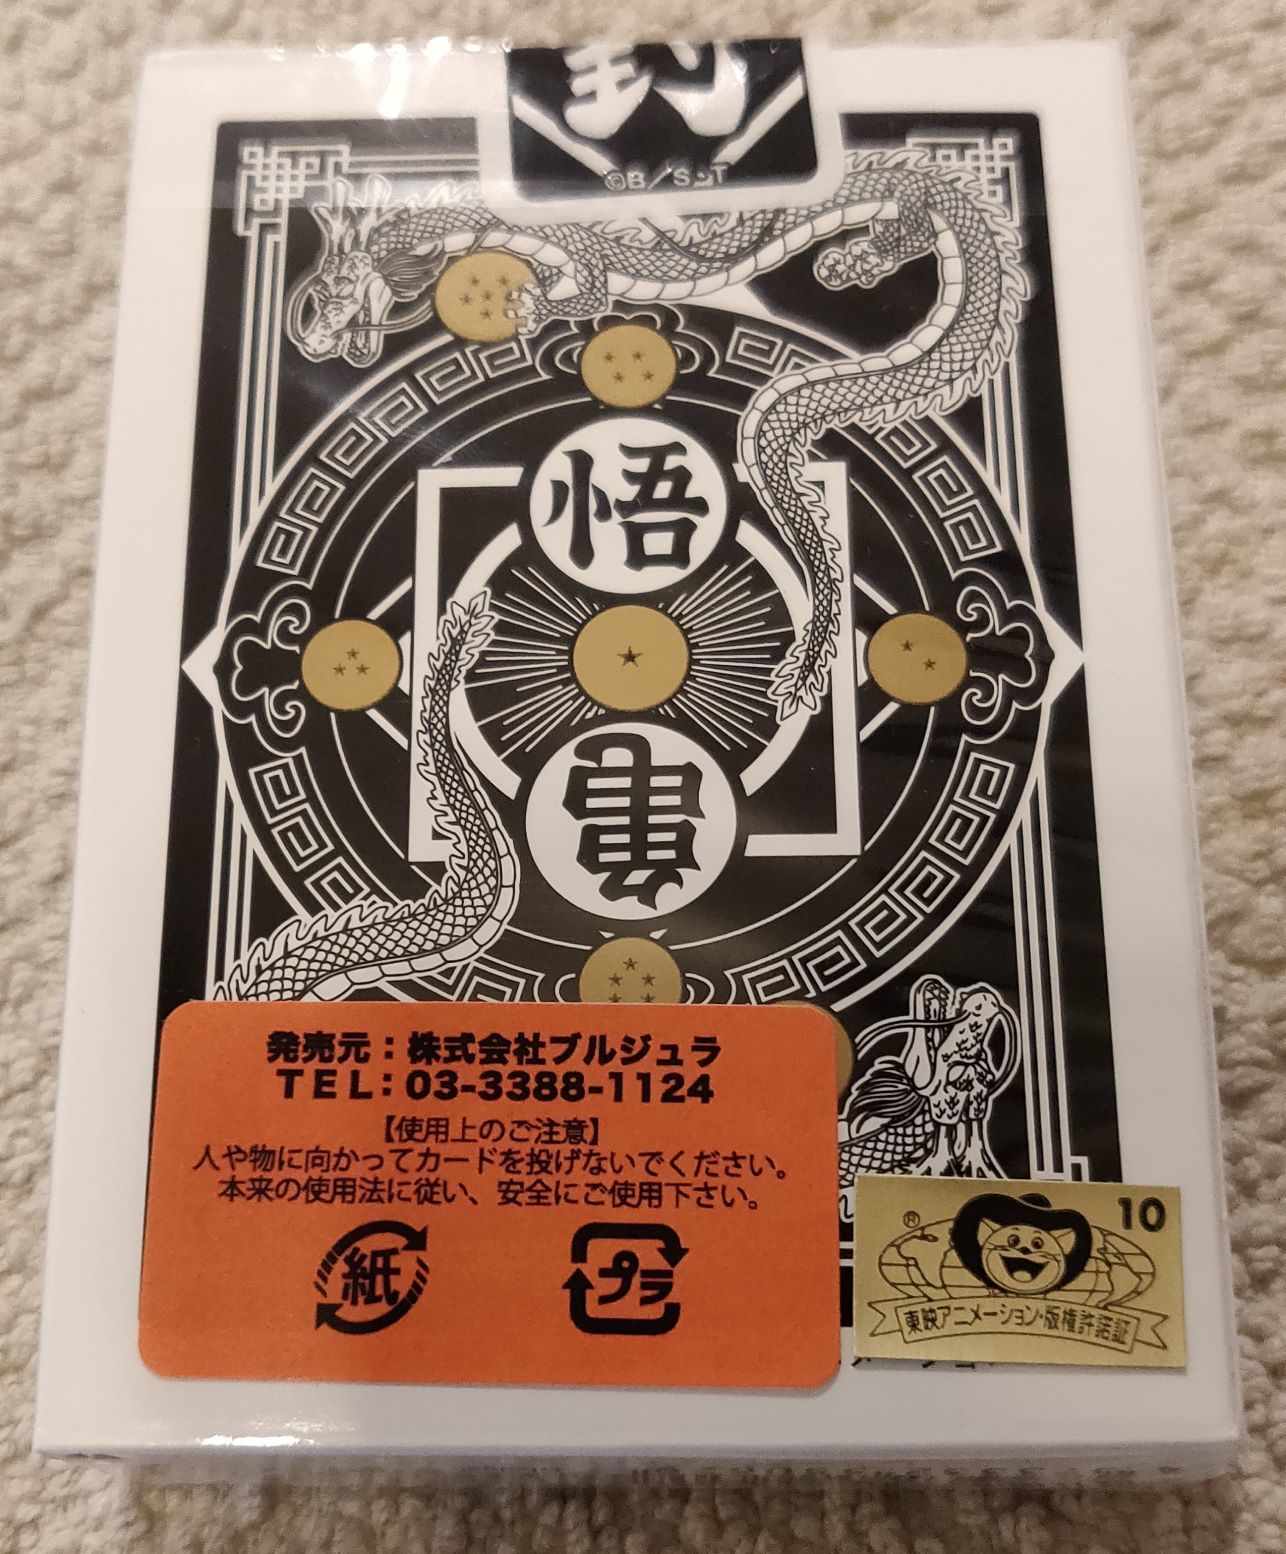 封
©B/S・T
悟
亀
発売元：株式会社ブルジュラ
TEL：03-3388-1124
【使用上のご注意】
人や物に向かってカードを投げないでください。
本来の使用法に従い、安全にご使用下さい。
紙
プラ
10
®
東映アニメーション・版権許諾証